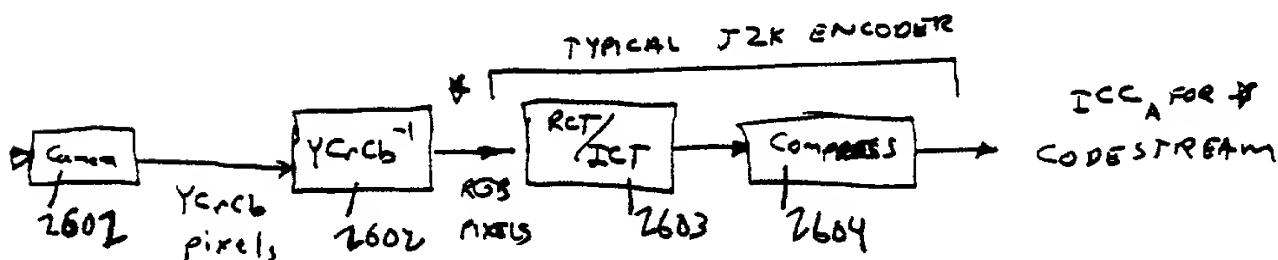 TYPICAL J2K ENCODER
Camera
YCrCb⁻¹
RCT/
ICT
COMPRESS
ICC_A FOR *
CODESTREAM
YCrCb
pixels
RGB
PIXELS
2601
2602
2603
2604